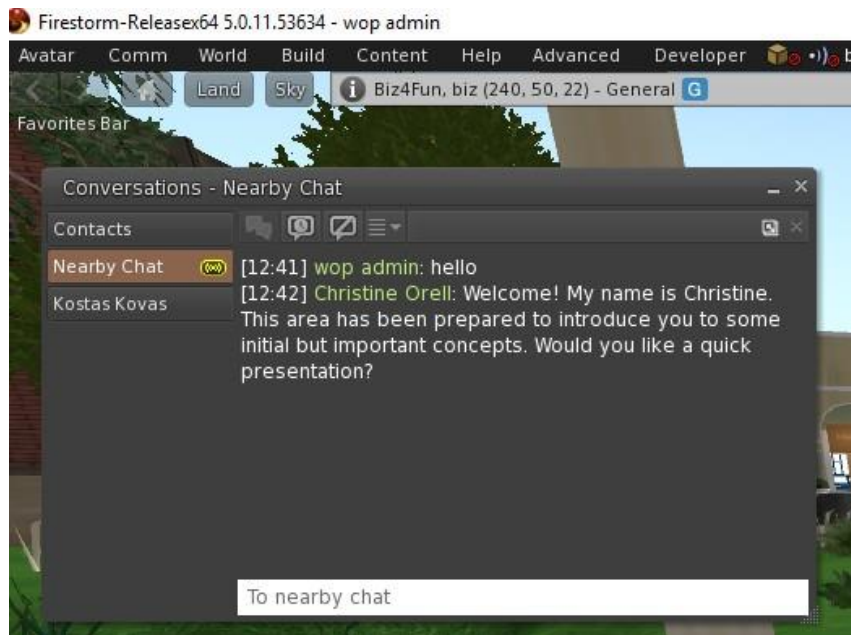 Firestorm-Releasex64 5.0.11.53634 - wop admin
Avatar Comm World Build Content Help Advanced Developer
Land Sky Biz4Fun, biz (240, 50, 22) - General G
Favorites Bar
Conversations - Nearby Chat
Contacts
Nearby Chat
Kostas Kovas
[12:41] wop admin: hello
[12:42] Christine Orell: Welcome! My name is Christine.
This area has been prepared to introduce you to some
initial but important concepts. Would you like a quick
presentation?
To nearby chat